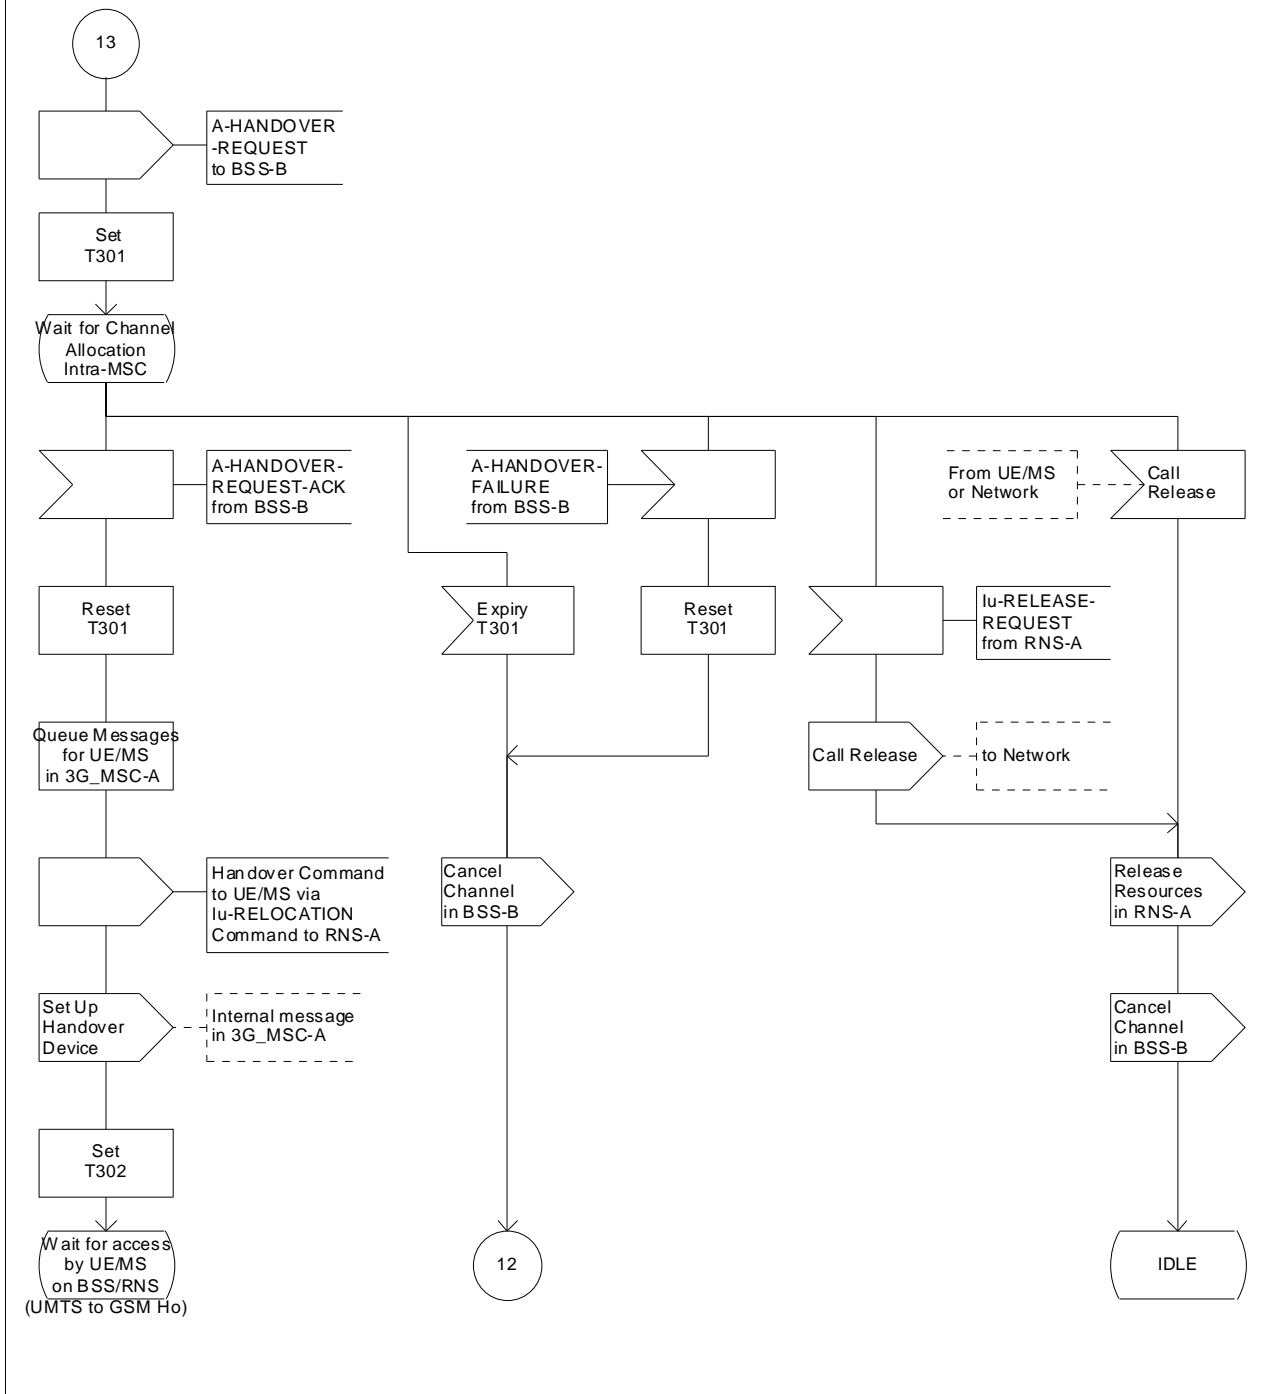 13
A-HANDOVER
-REQUEST
to BSS-B
Set
T301
Wait for Channel
Allocation
Intra-MSC
A-HANDOVER-
REQUEST-ACK
from BSS-B
A-HANDOVER-
FAILURE
from BSS-B
From UE/MS
or Network
Call
Release
Reset
T301
Expiry
T301
Reset
T301
Iu-RELEASE-
REQUEST
from RNS-A
Queue Messages
for UE/MS
in 3G_MSC-A
Call Release
to Network
Handover Command
to UE/MS via
Iu-RELOCATION
Command to RNS-A
Cancel
Channel
in BSS-B
Release
Resources
in RNS-A
Set Up
Handover
Device
Internal message
in 3G_MSC-A
Cancel
Channel
in BSS-B
Set
T302
Wait for access
by UE/MS
on BSS/RNS
(UMTS to GSM Ho)
12
IDLE